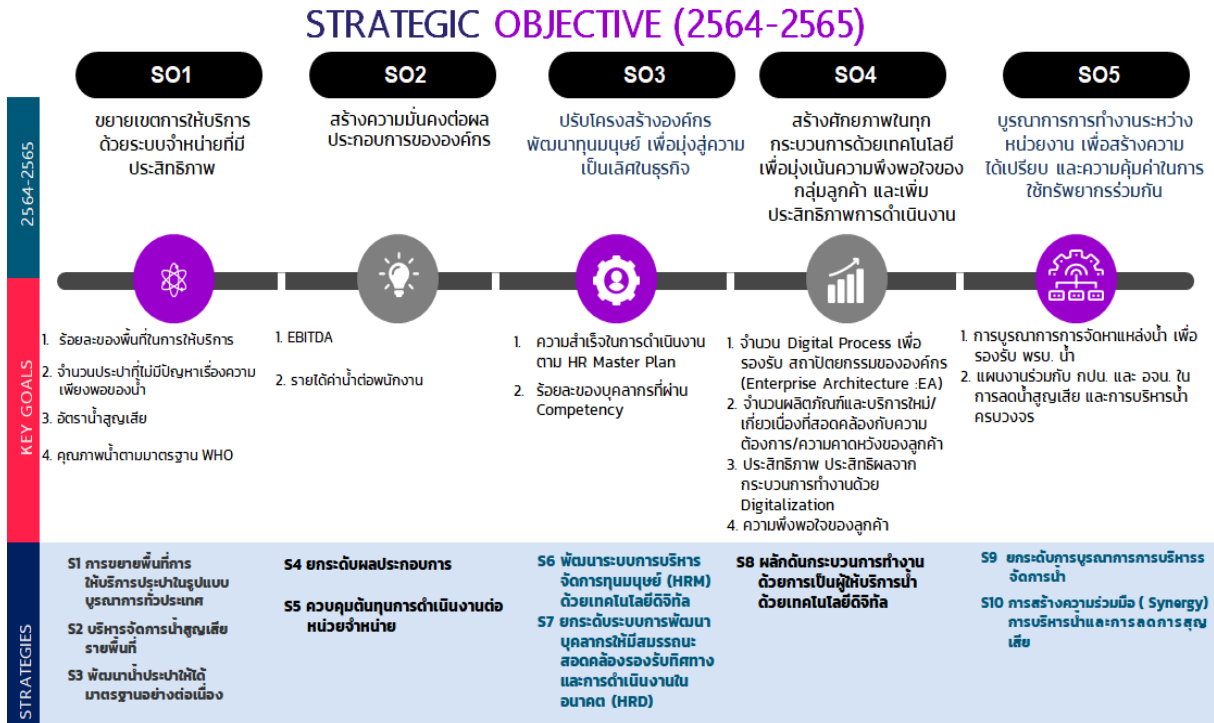 STRATEGIC OBJECTIVE (2564-2565)
SO1
SO2
SO3
SO4
SO5
2564-2565
ขยายเขตการให้บริการ
ด้วยระบบจำหน่ายที่มี
ประสิทธิภาพ
สร้างความมั่นคงต่อผล
ประกอบการขององค์กร
ปรับโครงสร้างองค์กร
พัฒนาทุนมนุษย์ เพื่อมุ่งสู่ความ
เป็นเลิศในธุรกิจ
สร้างศักยภาพในทุก
กระบวนการด้วยเทคโนโลยี
เพื่อมุ่งเน้นความพึงพอใจของ
กลุ่มลูกค้า และเพิ่ม
ประสิทธิภาพการดำเนินงาน
บูรณาการการทำงานระหว่าง
หน่วยงาน เพื่อสร้างความ
ได้เปรียบ และความคุ้มค่าในการ
ใช้ทรัพยากรร่วมกัน
KEY GOALS
1. ร้อยละของพื้นที่ในการให้บริการ
2. จำนวนประปาที่ไม่มีปัญหาเรื่องความ
เพียงพอของน้ำ
3. อัตราน้ำสูญเสีย
4. คุณภาพน้ำตามมาตรฐาน WHO
1. EBITDA
2. รายได้ค่าน้ำต่อพนักงาน
1. ความสำเร็จในการดำเนินงาน
ตาม HR Master Plan
2. ร้อยละของบุคลากรที่ผ่าน
Competency
1. จำนวน Digital Process เพื่อ
รองรับ สถาปัตยกรรมขององค์กร
(Enterprise Architecture :EA)
2. จำนวนผลิตภัณฑ์และบริการใหม่/
เกี่ยวเนื่องที่สอดคล้องกับความ
ต้องการ/ความคาดหวังของลูกค้า
3. ประสิทธิภาพ ประสิทธิผลจาก
กระบวนการทำงานด้วย
Digitalization
4. ความพึงพอใจของลูกค้า
1. การบูรณาการการจัดหาแหล่งน้ำ เพื่อ
รองรับ พรบ. น้ำ
2. แผนงานร่วมกับ กปน. และ อจน. ใน
การลดน้ำสูญเสีย และการบริหารน้ำ
ครบวงจร
STRATEGIES
S1 การขยายพื้นที่การ
ให้บริการประปาในรูปแบบ
บูรณาการทั่วประเทศ
S2 บริหารจัดการน้ำสูญเสีย
รายพื้นที่
S3 พัฒนาน้ำประปาให้ได้
มาตรฐานอย่างต่อเนื่อง
S4 ยกระดับผลประกอบการ
S5 ควบคุมต้นทุนการดำเนินงานต่อ
หน่วยจำหน่าย
S6 พัฒนาระบบการบริหาร
จัดการทุนมนุษย์ (HRM)
ด้วยเทคโนโลยีดิจิทัล
S7 ยกระดับระบบการพัฒนา
บุคลากรให้มีสมรรถนะ
สอดคล้องรองรับทิศทาง
และการดำเนินงานใน
อนาคต (HRD)
S8 ผลักดันกระบวนการทำงาน
ด้วยการเป็นผู้ให้บริการน้ำ
ด้วยเทคโนโลยีดิจิทัล
S9 ยกระดับการบูรณาการการบริหารร
จัดการน้ำ
S10 การสร้างความร่วมมือ ( Synergy)
การบริหารน้ำและการลดการสูญ
เสีย